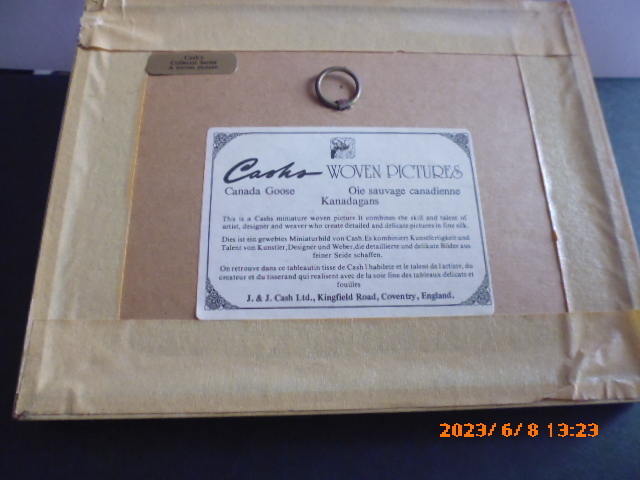 Cash's
Collector Series
A woven picture
Cashs WOVEN PICTURES
Canada Goose Oie sauvage canadienne
Kanadagans
This is a Cashs miniature woven picture. It combines the skill and talent of
artist, designer and weaver who create detailed and delicate pictures in fine silk.
Dies ist ein gewebtes Miniaturbild von Cash. Es kombiniert Kunstfertigkeit und
Talent von Kunstler, Designer und Weber, die detaillierte und delikate Bilder aus
feiner Seide schaffen.
On retrouve dans ce tableautin tisse de Cash l habilete et le talent de l artiste, du
createur et du tisserand qui realisent avec de la soie fine des tableaux delicats et
fouilles
J. & J. Cash Ltd., Kingfield Road, Coventry, England.
2023/ 6/ 8 13:23